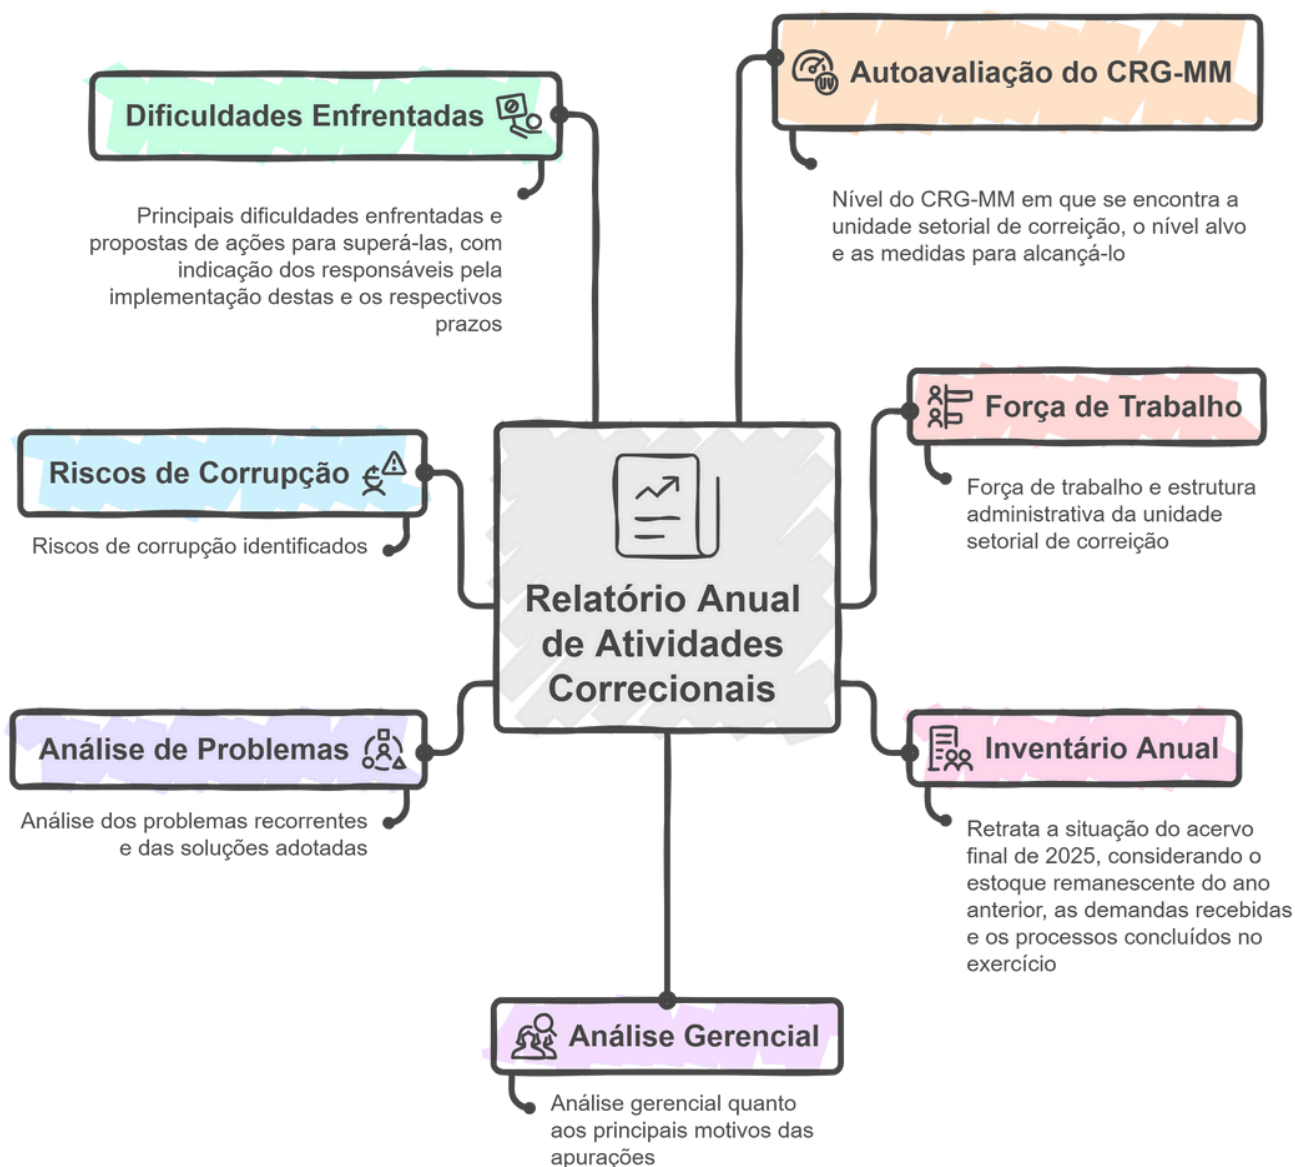 Dificuldades Enfrentadas
Principais dificuldades enfrentadas e
propostas de ações para superá-las, com
indicação dos responsáveis pela
implementação destas e os respectivos
prazos
Autoavaliação do CRG-MM
Nível do CRG-MM em que se encontra a
unidade setorial de correição, o nível alvo
e as medidas para alcançá-lo
Riscos de Corrupção
Riscos de corrupção identificados
Força de Trabalho
Força de trabalho e estrutura
administrativa da unidade
setorial de correição
Relatório Anual
de Atividades
Correcionais
Análise de Problemas
Análise dos problemas recorrentes
e das soluções adotadas
Inventário Anual
Retrata a situação do acervo
final de 2025, considerando o
estoque remanescente do ano
anterior, as demandas recebidas
e os processos concluídos no
exercício
Análise Gerencial
Análise gerencial quanto
aos principais motivos das
apurações